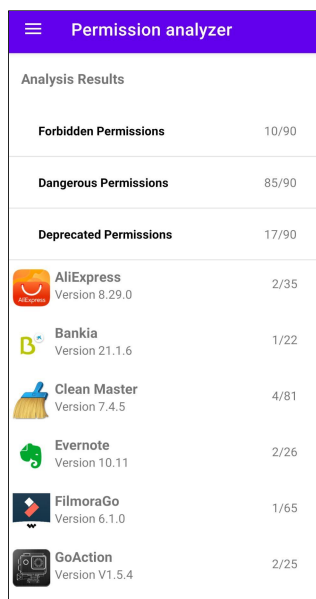 Permission analyzer
Analysis Results
Forbidden Permissions 10/90
Dangerous Permissions 85/90
Deprecated Permissions 17/90
AliExpress
AliExpress
Version 8.29.0
2/35
B
Bankia
Version 21.1.6
1/22
Clean Master
Version 7.4.5
4/81
Evernote
Version 10.11
2/26
FilmoraGo
Version 6.1.0
1/65
GoAction
Version V1.5.4
2/25